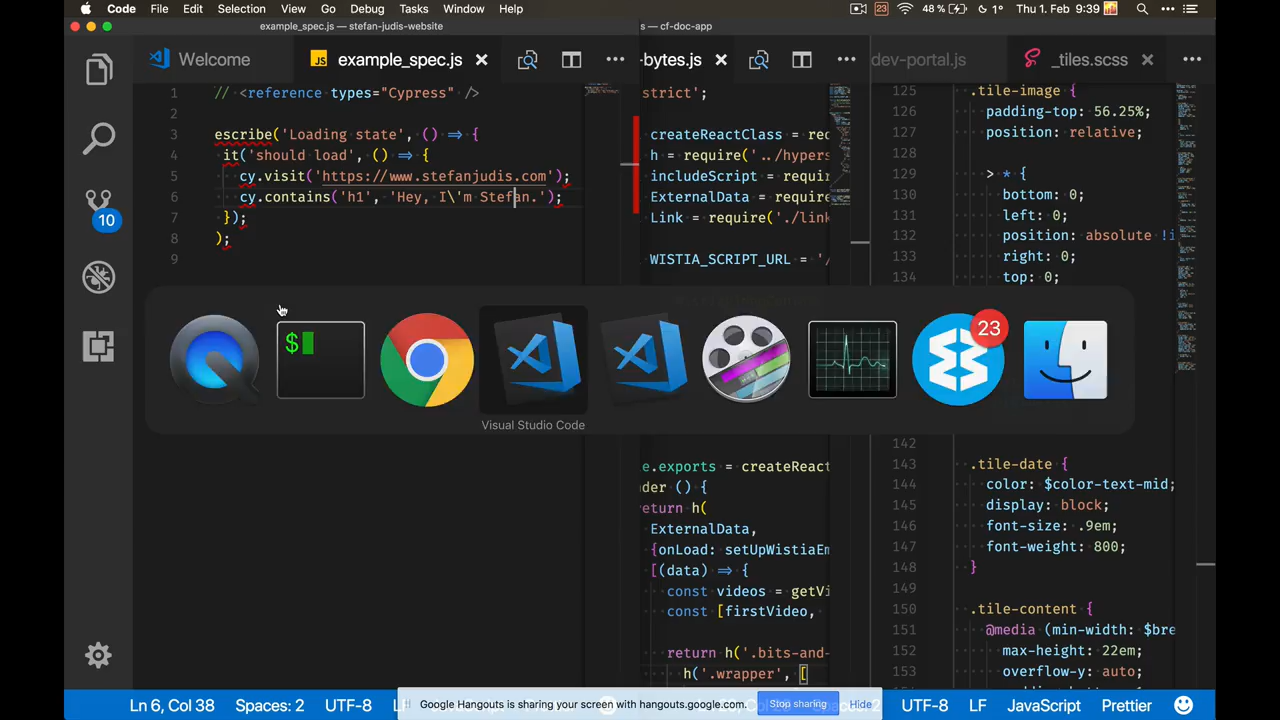 Code File Edit Selection View Go Debug Tasks Window Help 23 48 % 1° Thu 1. Feb 9:39
example_spec.js — stefan-judis-website
— cf-doc-app
Welcome
JS example_spec.js
-bytes.js
dev-portal.js
_tiles.scss
1 // <reference types="Cypress" />
2
3 escribe('Loading state', () => {
4 it('should load', () => {
5 cy.visit('https://www.stefanjudis.com');
6 cy.contains('h1', 'Hey, I\'m Stefan.');
7 });
8 );
9
strict';
createReactClass = req
h = require('../hypers
includeScript = requir
ExternalData = require
Link = require('./link
WISTIA_SCRIPT_URL = '/
125 .tile-image {
126 padding-top: 56.25%;
127 position: relative;
128
129 > * {
130 bottom: 0;
131 left: 0;
132 position: absolute !i
133 right: 0;
134 top: 0;
10
$
23
Visual Studio Code
e.exports = createReact
nder () {
return h(
ExternalData,
{onLoad: setUpWistiaEm
[(data) => {
const videos = getVi
const [firstVideo,
return h('.bits-and-
h('.wrapper', [
142
143 .tile-date {
144 color: $color-text-mid;
145 display: block;
146 font-size: .9em;
147 font-weight: 800;
148 }
149
150 .tile-content {
151 @media (min-width: $bre
152 max-height: 22em;
153 overflow-y: auto;
Ln 6, Col 38 Spaces: 2 UTF-8
Google Hangouts is sharing your screen with hangouts.google.com. Stop sharing Hide
UTF-8 LF JavaScript Prettier